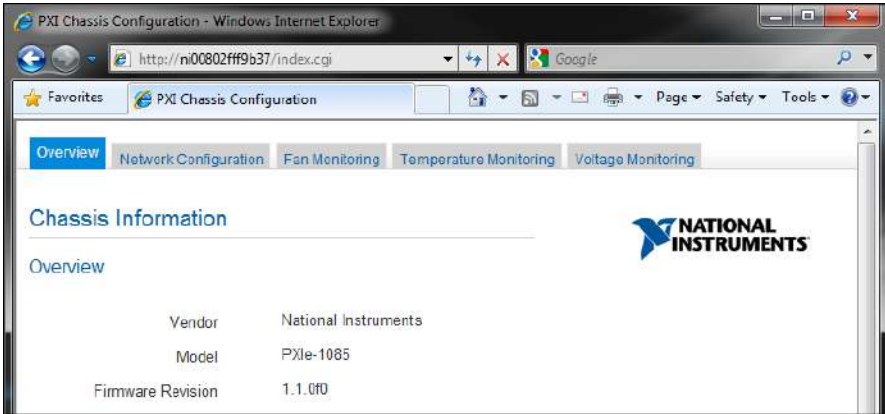 PXI Chassis Configuration - Windows Internet Explorer
http://ni00802fff9b37/index.cgi
Google
Favorites
PXI Chassis Configuration
Page
Safety
Tools
Overview
Network Configuration
Fan Monitoring
Temperature Monitoring
Voltage Monitoring
Chassis Information
NATIONAL
INSTRUMENTS
Overview
Vendor National Instruments
Model PXIe-1085
Firmware Revision 1.1.0f0